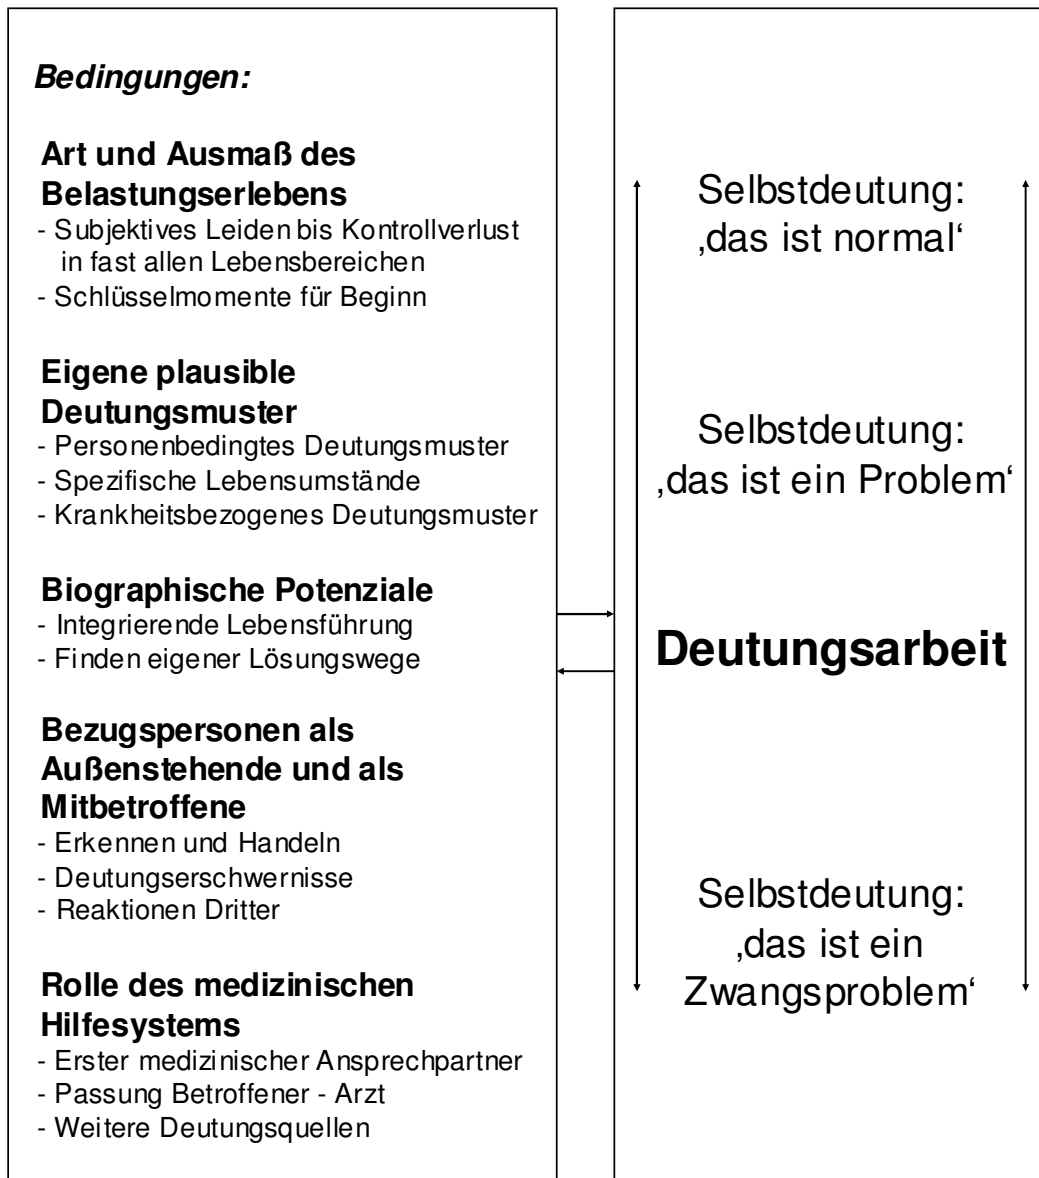 Bedingungen:
Art und Ausmaß des
Belastungserlebens
- Subjektives Leiden bis Kontrollverlust
in fast allen Lebensbereichen
- Schlüsselmomente für Beginn
Eigene plausible
Deutungsmuster
- Personenbedingtes Deutungsmuster
- Spezifische Lebensumstände
- Krankheitsbezogenes Deutungsmuster
Biographische Potenziale
- Integrierende Lebensführung
- Finden eigener Lösungswege
Bezugspersonen als
Außenstehende und als
Mitbetroffene
- Erkennen und Handeln
- Deutungserschwernisse
- Reaktionen Dritter
Rolle des medizinischen
Hilfesystems
- Erster medizinischer Ansprechpartner
- Passung Betroffener - Arzt
- Weitere Deutungsquellen
Selbstdeutung:
‚das ist normal‘
Selbstdeutung:
‚das ist ein Problem‘
Deutungsarbeit
Selbstdeutung:
‚das ist ein
Zwangsproblem‘